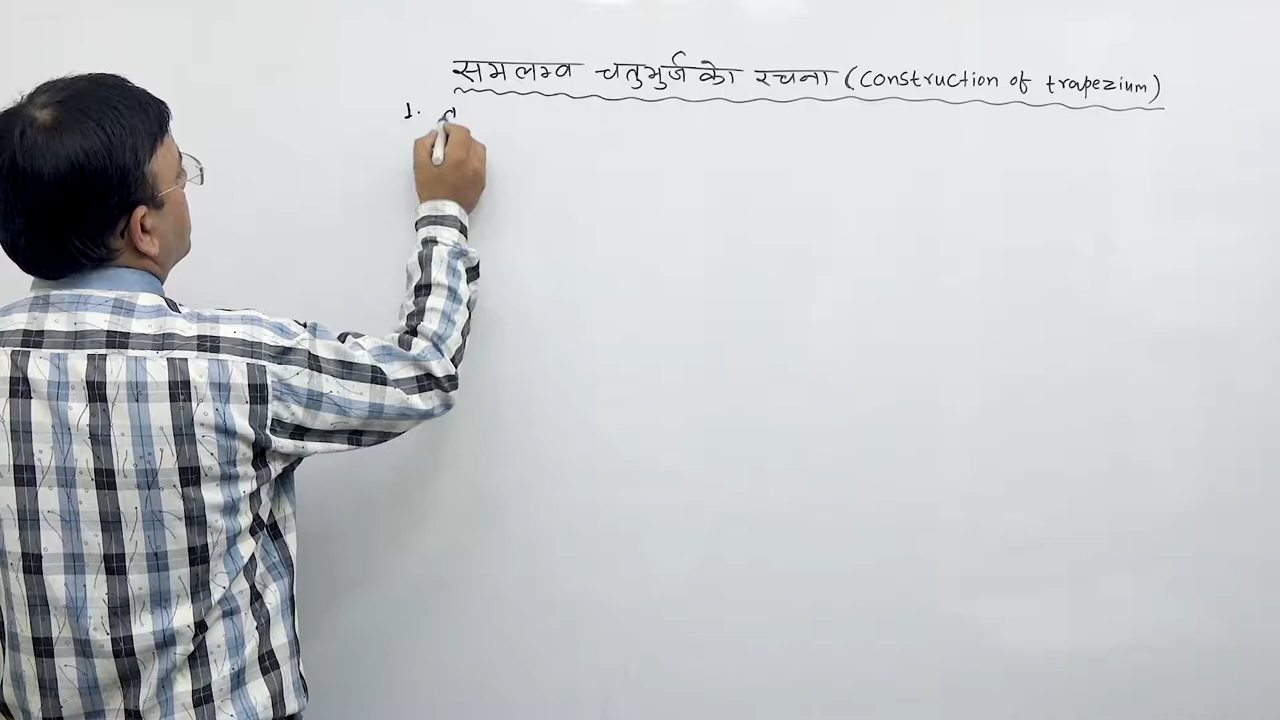 समलम्ब चतुर्भुर्ज को रचना (Construction of trapezium)
1.